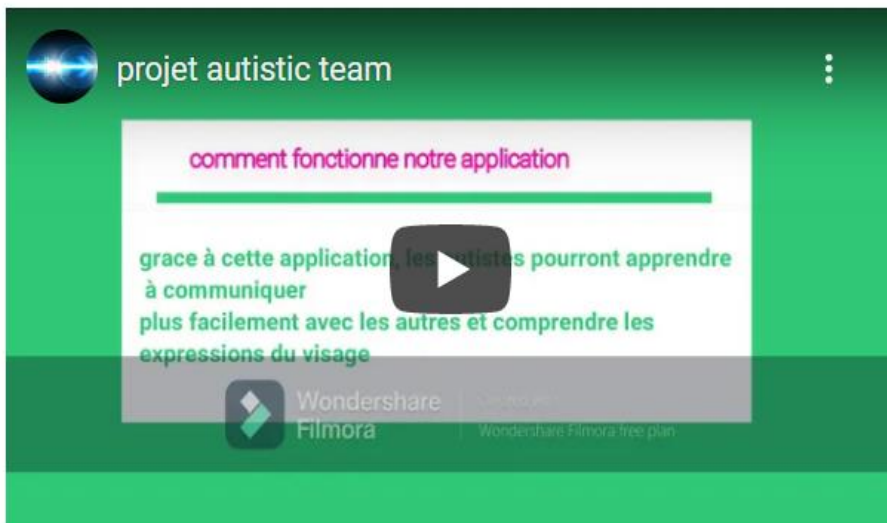 projet autistic team
comment fonctionne notre application
grace à cette application, les autistes pourront apprendre
à communiquer
plus facilement avec les autres et comprendre les
expressions du visage
Wondershare
Filmora
Wondershare Filmora free plan